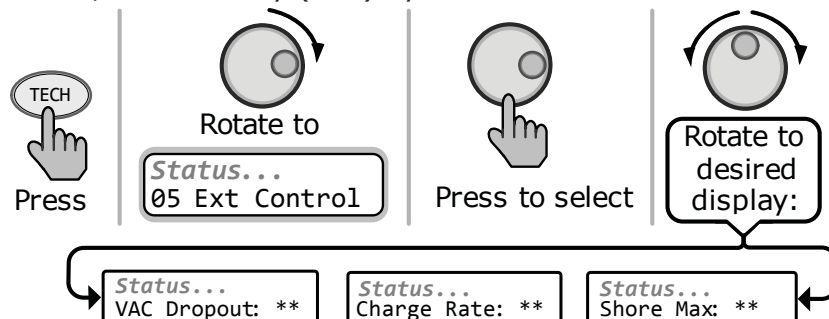 TECH
Press
Rotate to
Status...
05 Ext Control
Press to select
Rotate to
desired
display:
Status...
VAC Dropout: **
Status...
Charge Rate: **
Status...
Shore Max: **